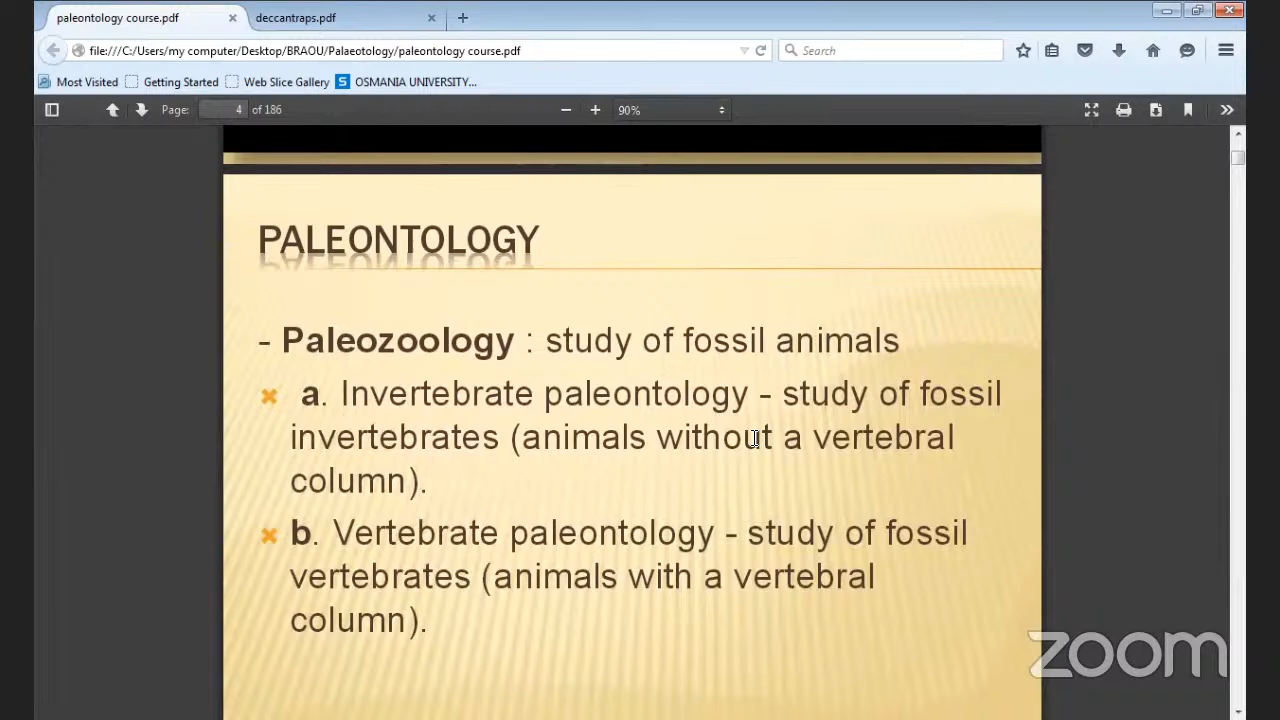 paleontology course.pdf
deccantraps.pdf
file:///C:/Users/my computer/Desktop/BRAOU/Palaeotology/paleontology course.pdf
Search
Most Visited
Getting Started
Web Slice Gallery
OSMANIA UNIVERSITY...
Page: 4 of 186
90%
PALEONTOLOGY
- Paleozoology : study of fossil animals
a. Invertebrate paleontology - study of fossil
invertebrates (animals without a vertebral
column).
b. Vertebrate paleontology - study of fossil
vertebrates (animals with a vertebral
column).
zoom